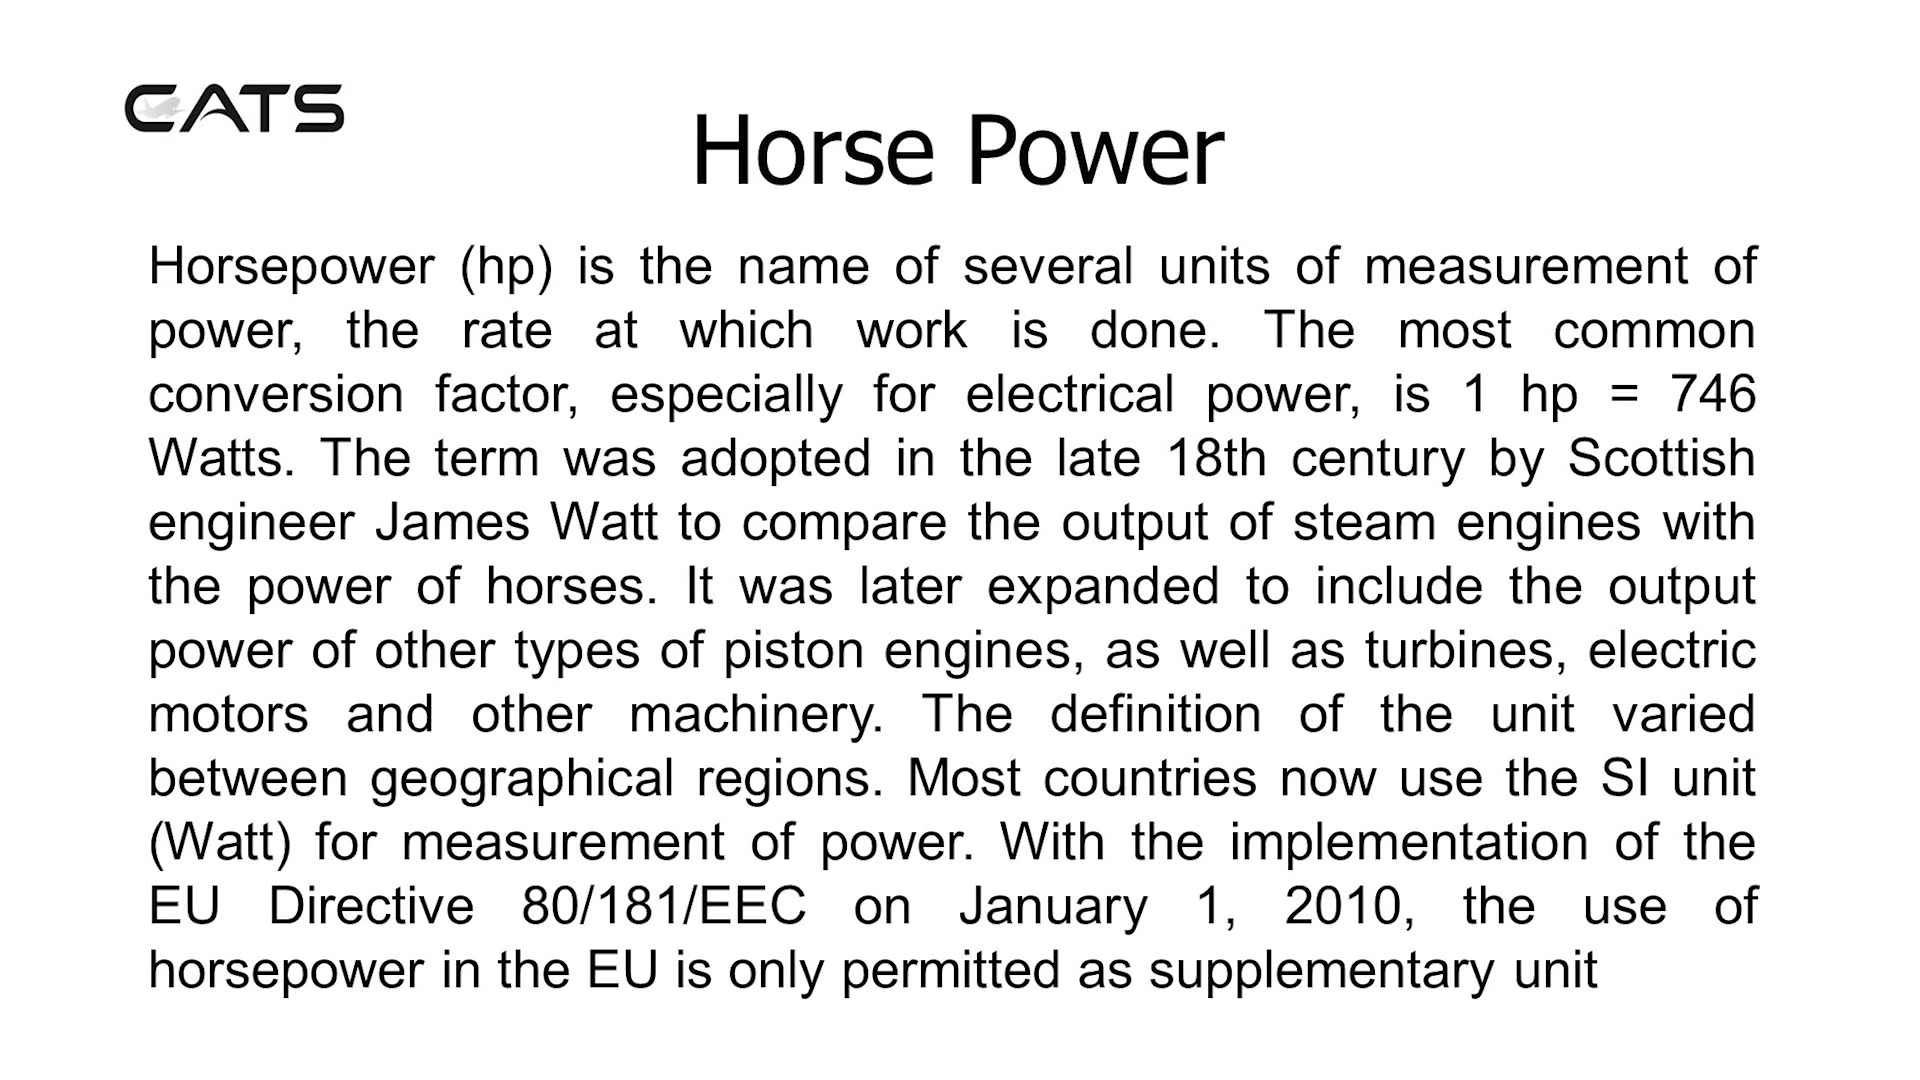 CATS
Horse Power
Horsepower (hp) is the name of several units of measurement of
power, the rate at which work is done. The most common
conversion factor, especially for electrical power, is 1 hp = 746
Watts. The term was adopted in the late 18th century by Scottish
engineer James Watt to compare the output of steam engines with
the power of horses. It was later expanded to include the output
power of other types of piston engines, as well as turbines, electric
motors and other machinery. The definition of the unit varied
between geographical regions. Most countries now use the SI unit
(Watt) for measurement of power. With the implementation of the
EU Directive 80/181/EEC on January 1, 2010, the use of
horsepower in the EU is only permitted as supplementary unit